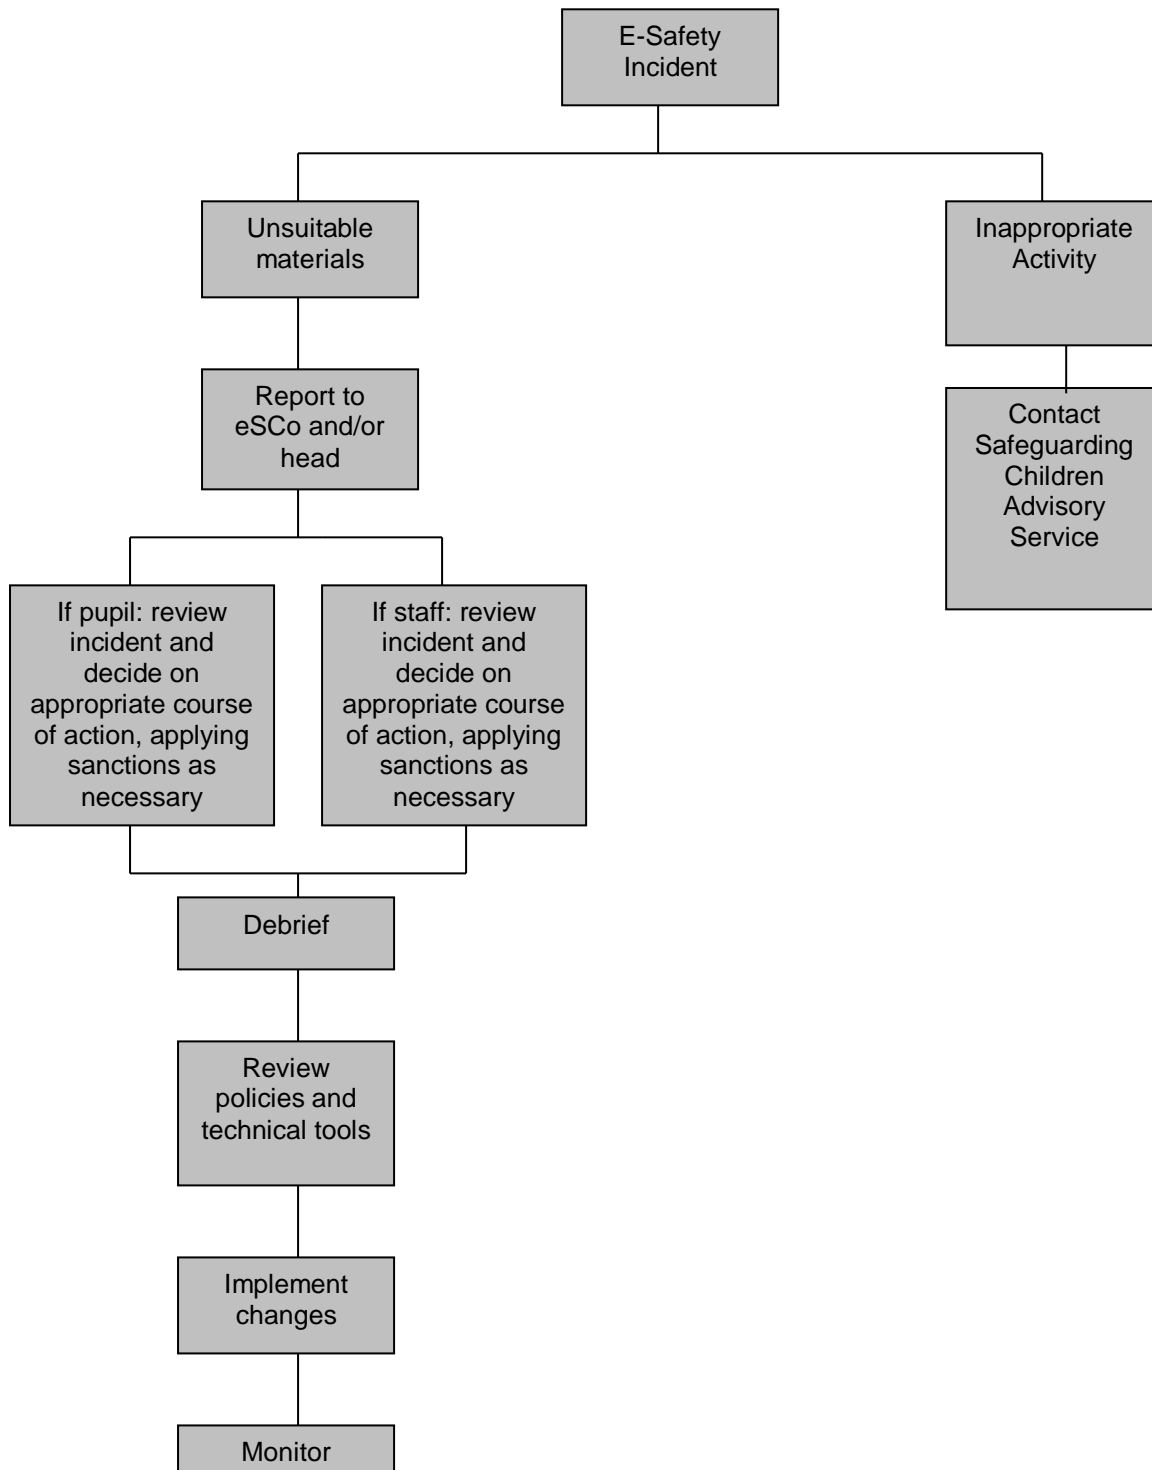 E-Safety
Incident
Unsuitable
materials
Inappropriate
Activity
Report to
eSCo and/or
head
Contact
Safeguarding
Children
Advisory
Service
If pupil: review
incident and
decide on
appropriate course
of action, applying
sanctions as
necessary
If staff: review
incident and
decide on
appropriate course
of action, applying
sanctions as
necessary
Debrief
Review
policies and
technical tools
Implement
changes
Monitor